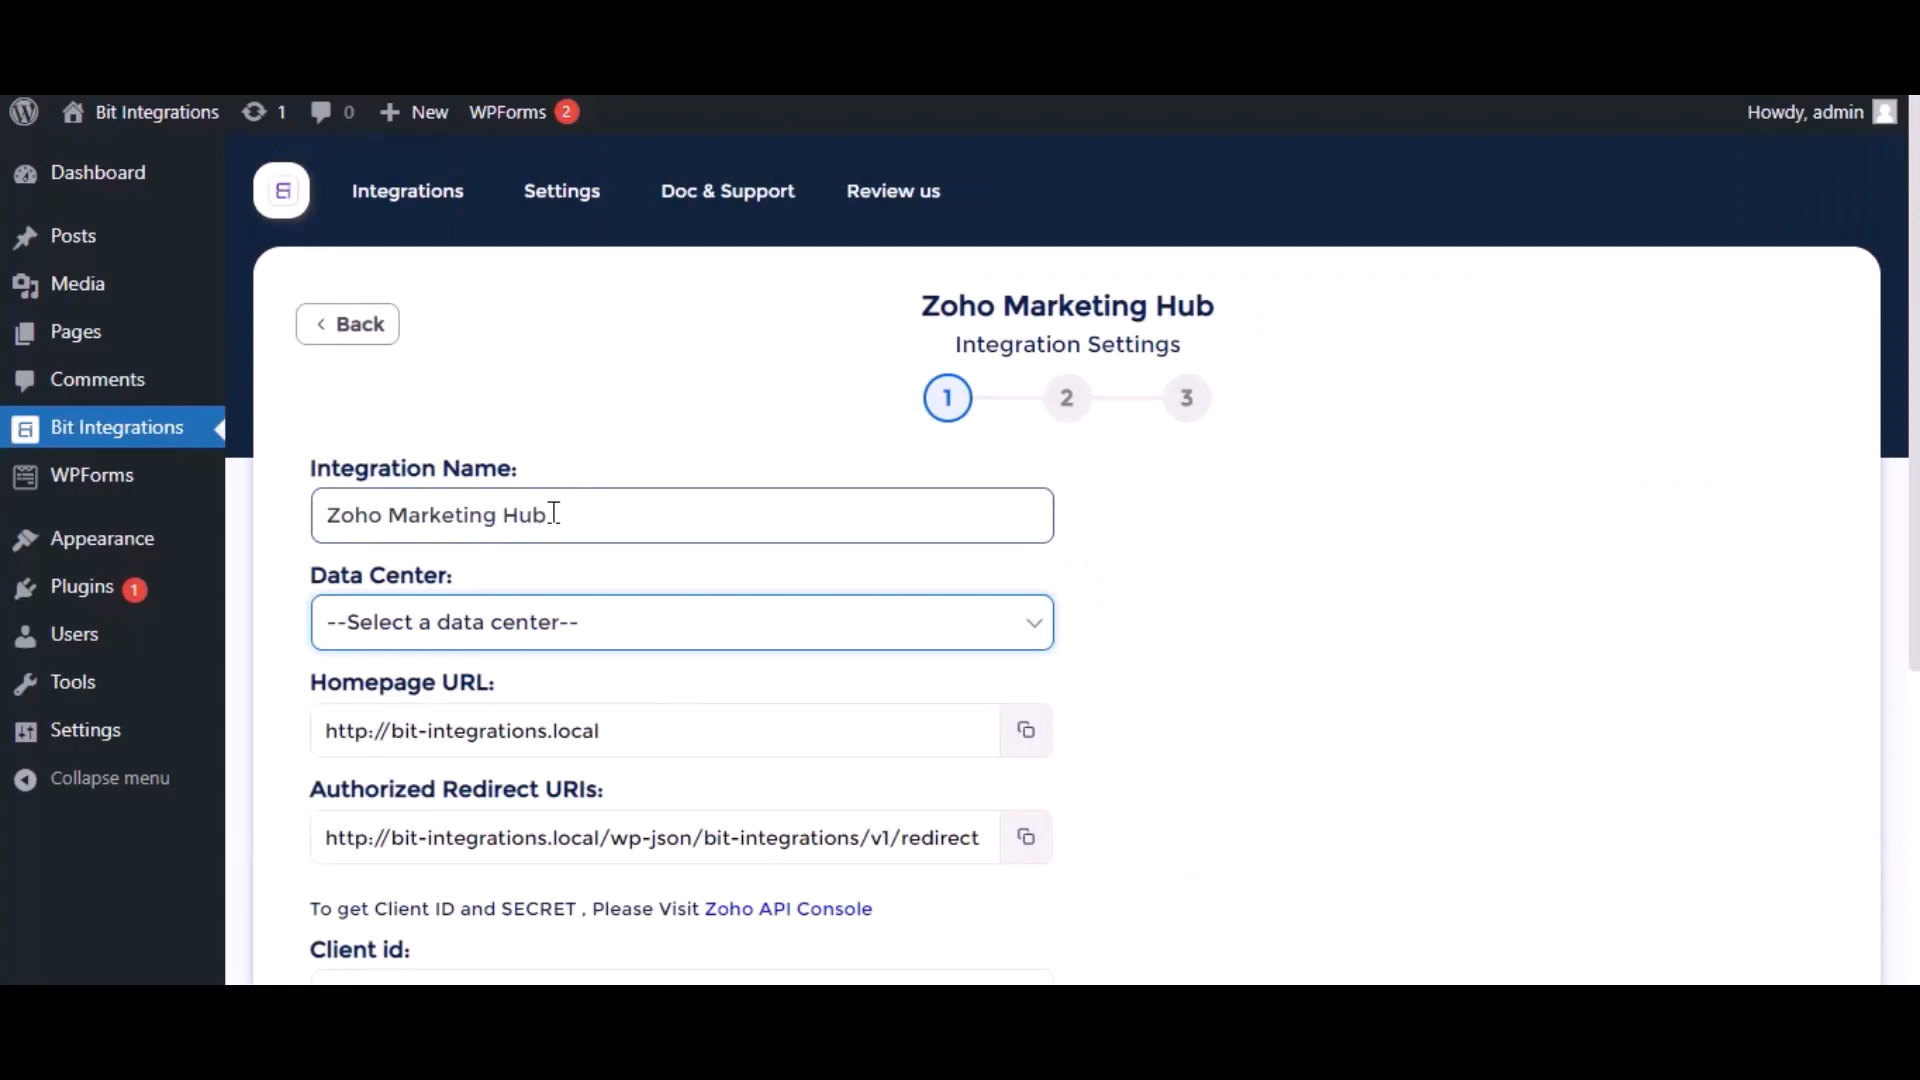 Bit Integrations 1 0 New WPForms 2 Howdy, admin
Dashboard
Posts
Media
Pages
Comments
Bit Integrations
WPForms
Appearance
Plugins 1
Users
Tools
Settings
Collapse menu
Integrations Settings Doc & Support Review us
Back
Zoho Marketing Hub
Integration Settings
1 2 3
Integration Name:
Zoho Marketing Hub
Data Center:
--Select a data center--
Homepage URL:
http://bit-integrations.local
Authorized Redirect URIs:
http://bit-integrations.local/wp-json/bit-integrations/v1/redirect
To get Client ID and SECRET , Please Visit Zoho API Console
Client id: